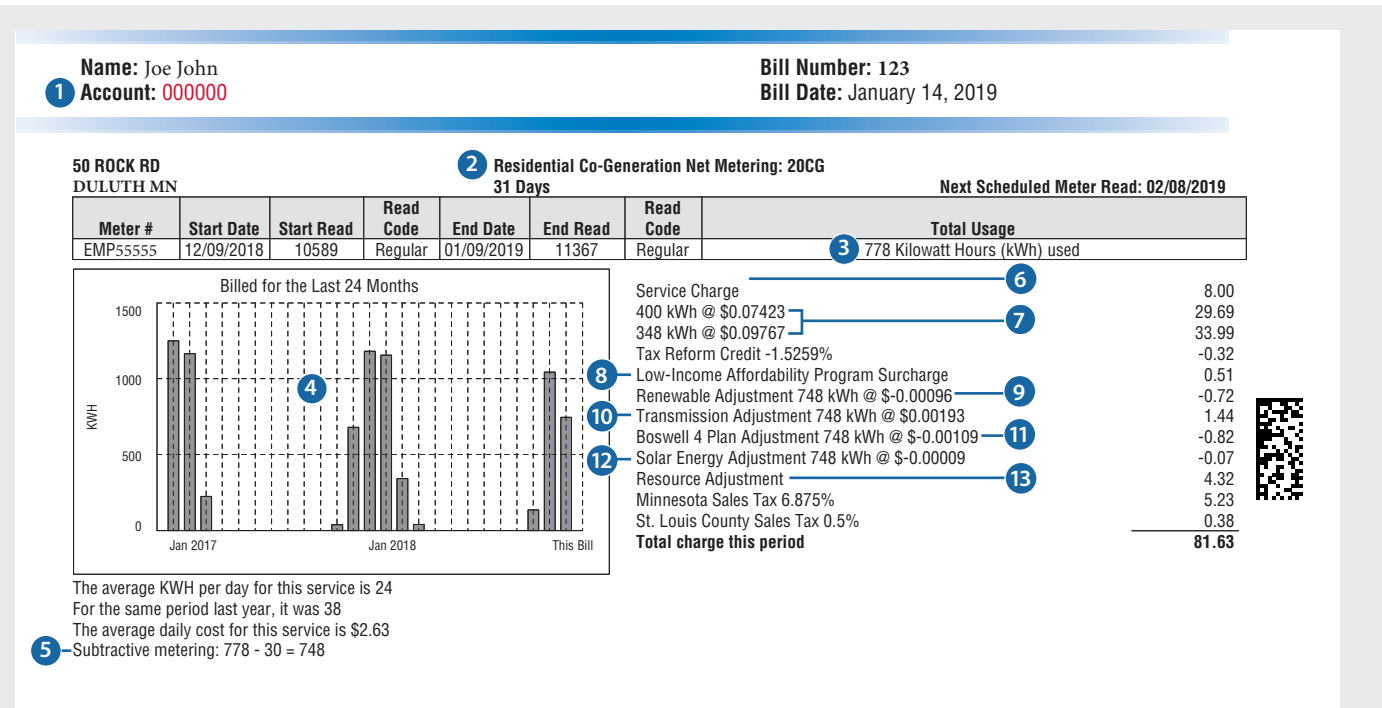 Name: Joe John
Bill Number: 123
1 Account: 000000
Bill Date: January 14, 2019
50 ROCK RD
2 Residential Co-Generation Net Metering: 20CG
DULUTH MN
31 Days
Next Scheduled Meter Read: 02/08/2019
Meter # Start Date Start Read Read Code End Date End Read Read Code Total Usage
EMP55555 12/09/2018 10589 Regular 01/09/2019 11367 Regular 3 778 Kilowatt Hours (kWh) used
Billed for the Last 24 Months
1500
1000
500
0
KWH
4
Jan 2017 Jan 2018 This Bill
6
Service Charge 8.00
400 kWh @ $0.07423 29.69
7
348 kWh @ $0.09767 33.99
Tax Reform Credit -1.5259% -0.32
8 Low-Income Affordability Program Surcharge 0.51
Renewable Adjustment 748 kWh @ $-0.00096 9 -0.72
10 Transmission Adjustment 748 kWh @ $0.00193 1.44
Boswell 4 Plan Adjustment 748 kWh @ $-0.00109 11 -0.82
12 Solar Energy Adjustment 748 kWh @ $-0.00009 -0.07
Resource Adjustment 13 4.32
Minnesota Sales Tax 6.875% 5.23
St. Louis County Sales Tax 0.5% 0.38
Total charge this period 81.63
The average KWH per day for this service is 24
For the same period last year, it was 38
The average daily cost for this service is $2.63
5 Subtractive metering: 778 - 30 = 748